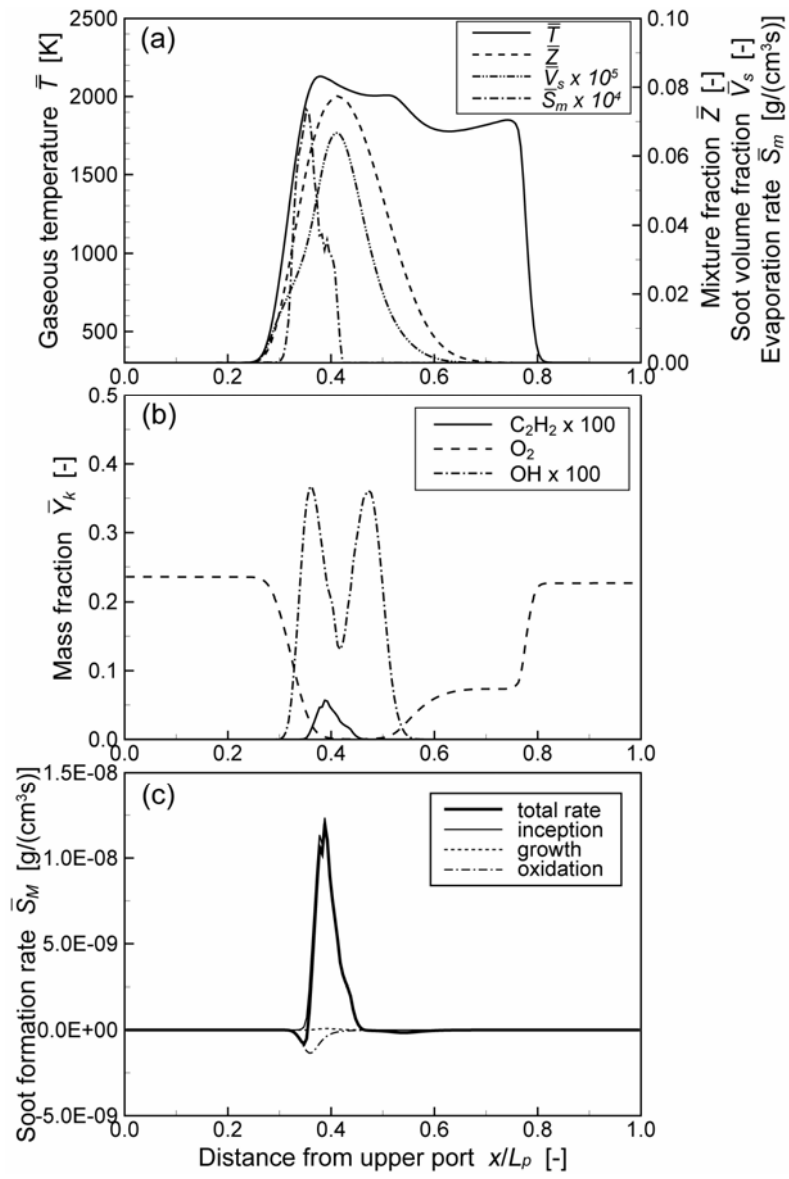 (a)
T̅
Z̅
V̅s x 10⁵
S̅m x 10⁴
2500
2000
1500
1000
500
Gaseous temperature T̅ [K]
0.10
0.08
0.06
0.04
0.02
0.00
Mixture fraction Z̅ [-]
Soot volume fraction V̅s [-]
Evaporation rate S̅m [g/(cm³s)]
0.0 0.2 0.4 0.6 0.8 1.0
(b)
C₂H₂ x 100
O₂
OH x 100
0.5
0.4
0.3
0.2
0.1
0.0
Mass fraction Y̅k [-]
0.0 0.2 0.4 0.6 0.8 1.0
(c)
total rate
inception
growth
oxidation
1.5E-08
1.0E-08
5.0E-09
0.0E+00
-5.0E-09
Soot formation rate S̅M [g/(cm³s)]
0.0 0.2 0.4 0.6 0.8 1.0
Distance from upper port x/Lp [-]